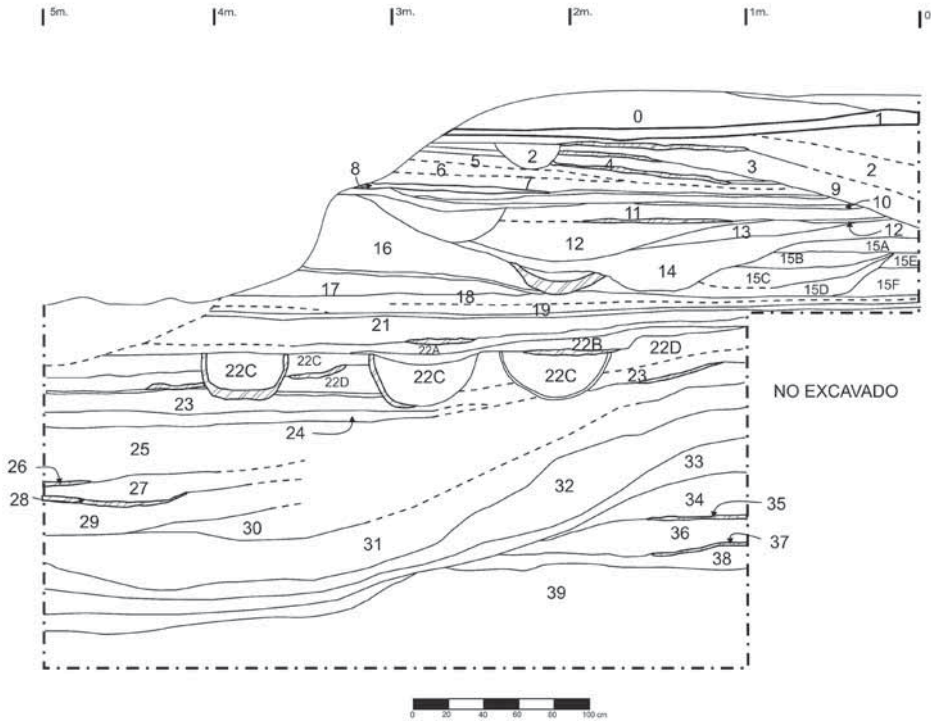 5m. 4m. 3m. 2m. 1m. 0
0
1
2
5 4 3 2
6
8
7
9
10
11
12
13
12
16
15A
14 15B 15E
15C
15F
17 15D
18
19
21
22A 22B 22D
22C
22C 22C 22C
22D
23
23
24
NO EXCAVADO
25
26
27
28
29
30
31
32
33
34 35
36 37
38
39
0 20 40 60 80 100 cm